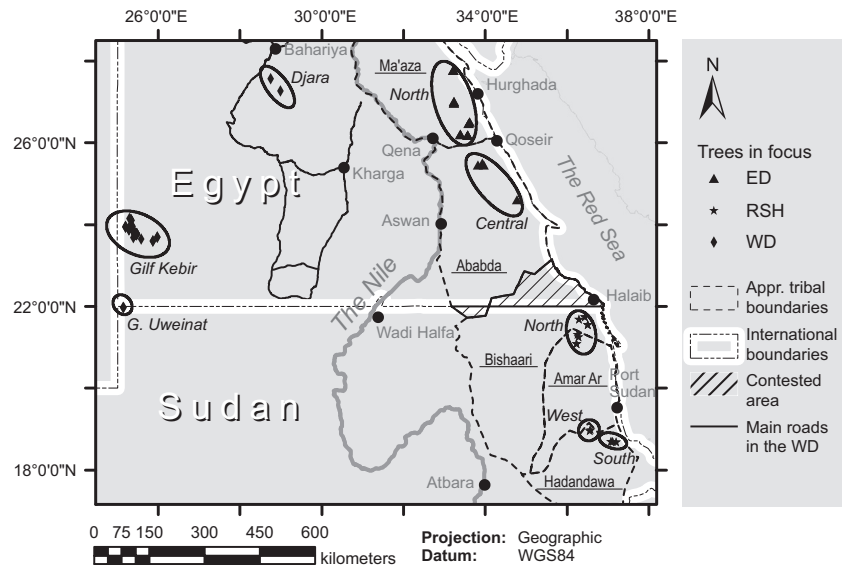 26°0'0"E 30°0'0"E 34°0'0"E 38°0'0"E
Bahariya
Djara
Ma'aza
North
Hurghada
26°0'0"N
Qena
Qoseir
Kharga
Egypt
The Red Sea
Central
Aswan
Gilf Kebir
The Nile
Ababda
22°0'0"N
Halaib
G. Uweinat
Wadi Halfa
North
Bishaari
Amar Ar
Port
Sudan
Sudan
West
South
18°0'0"N
Atbara
Hadandawa
N
Trees in focus
ED
RSH
WD
Appr. tribal
boundaries
International
boundaries
Contested
area
Main roads
in the WD
0 75 150 300 450 600
kilometers
Projection: Geographic
Datum: WGS84